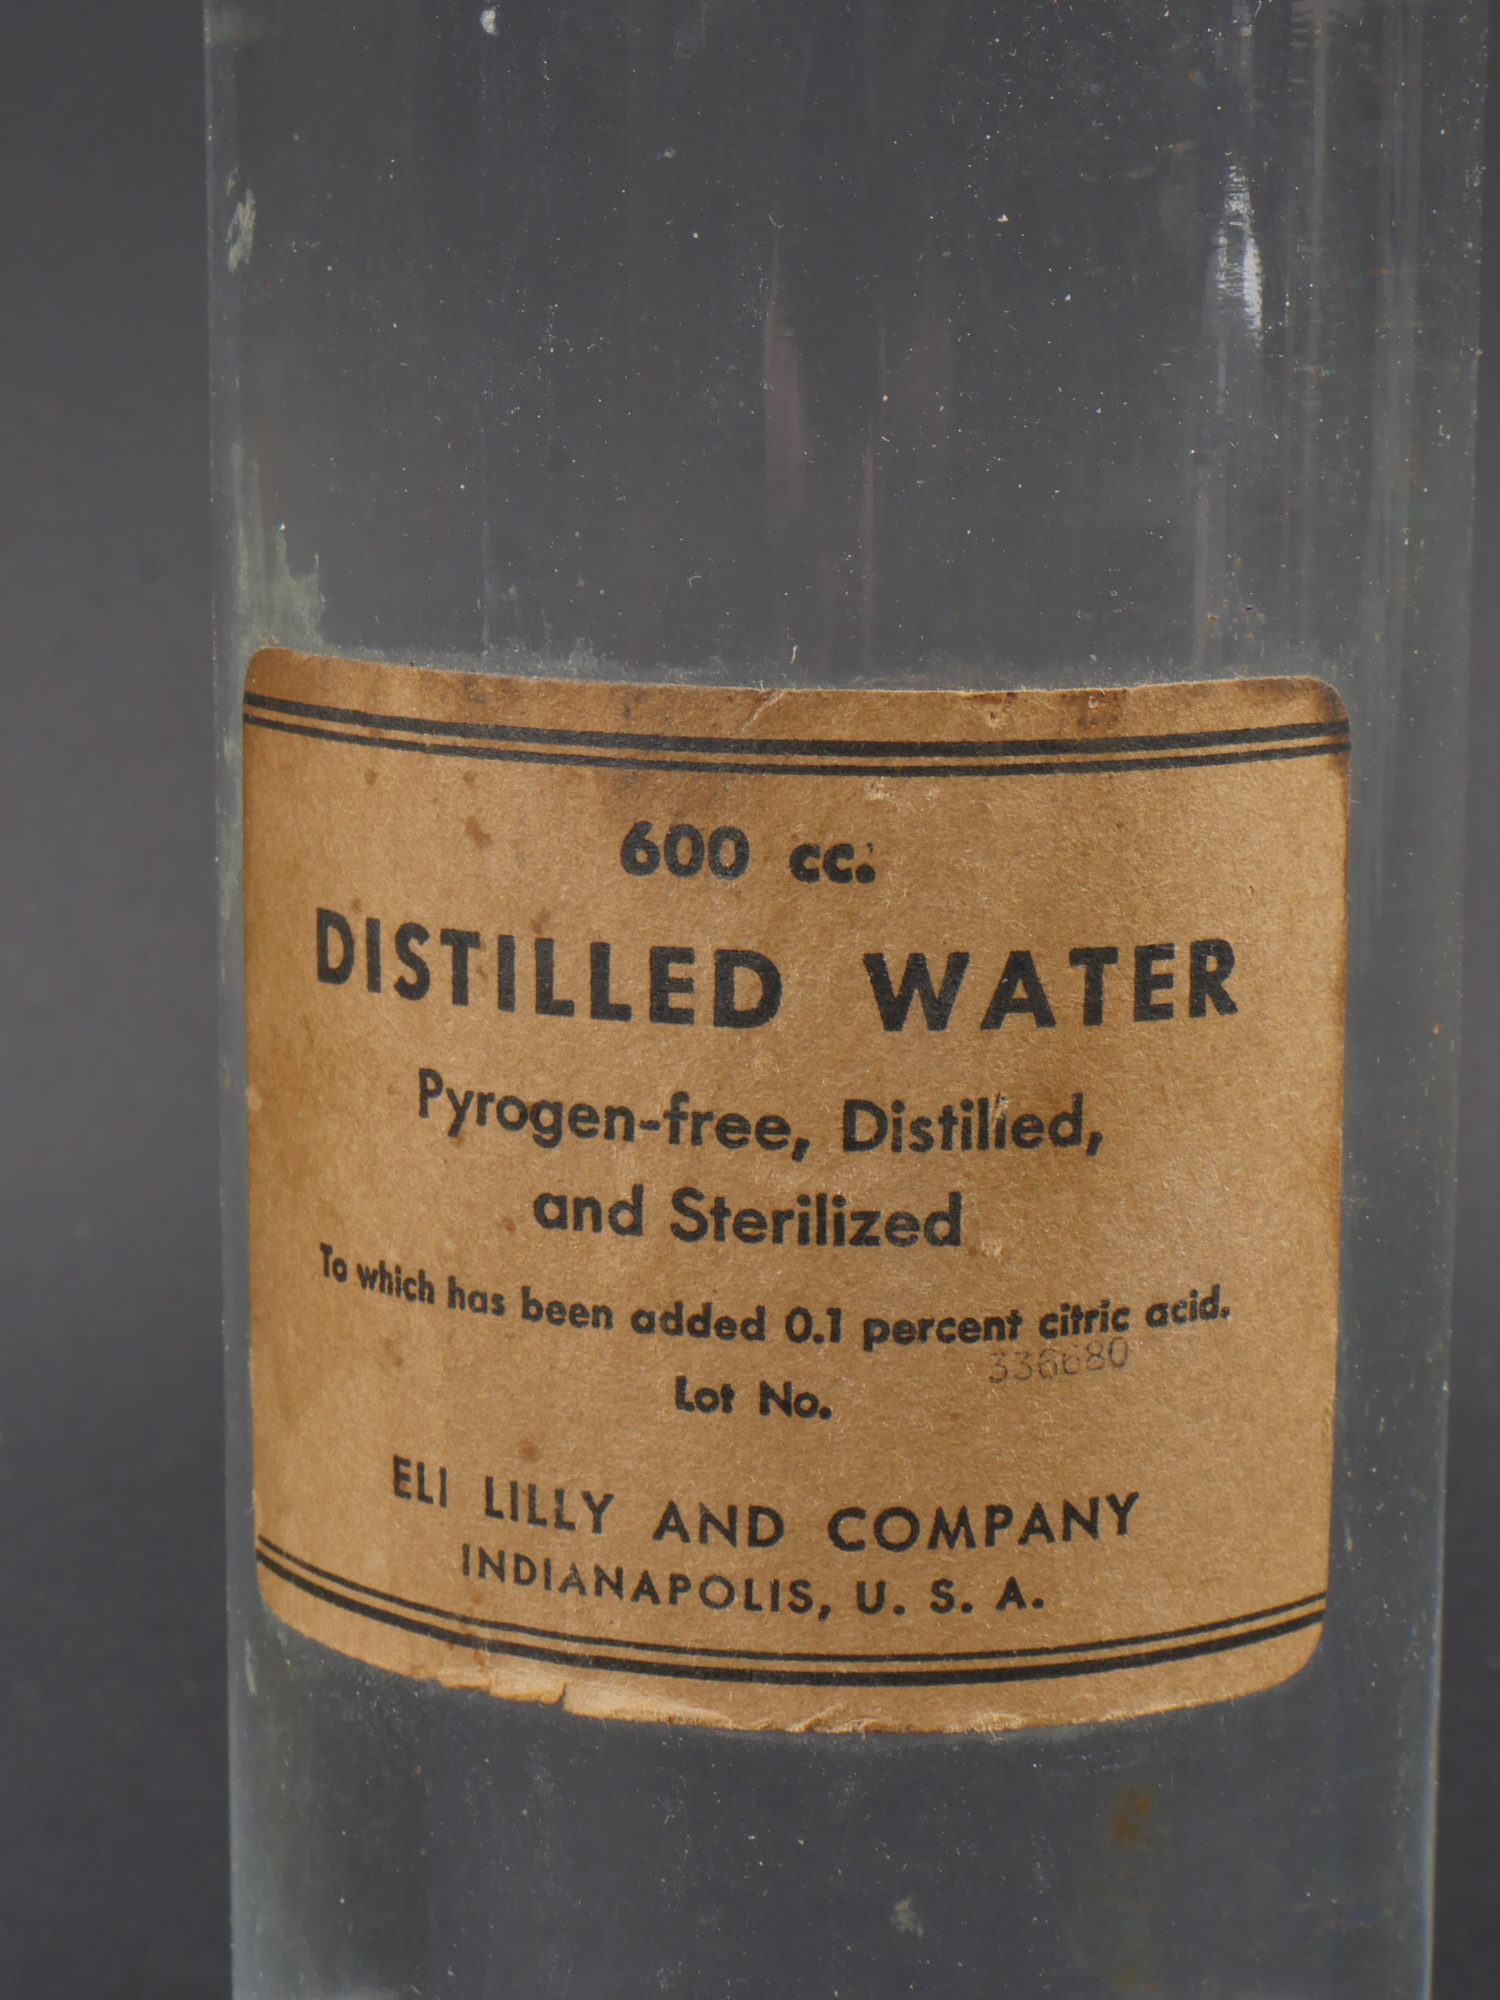 600 cc.
DISTILLED WATER
Pyrogen-free, Distilled,
and Sterilized
To which has been added 0.1 percent citric acid.
336680
Lot No.
ELI LILLY AND COMPANY
INDIANAPOLIS, U. S. A.